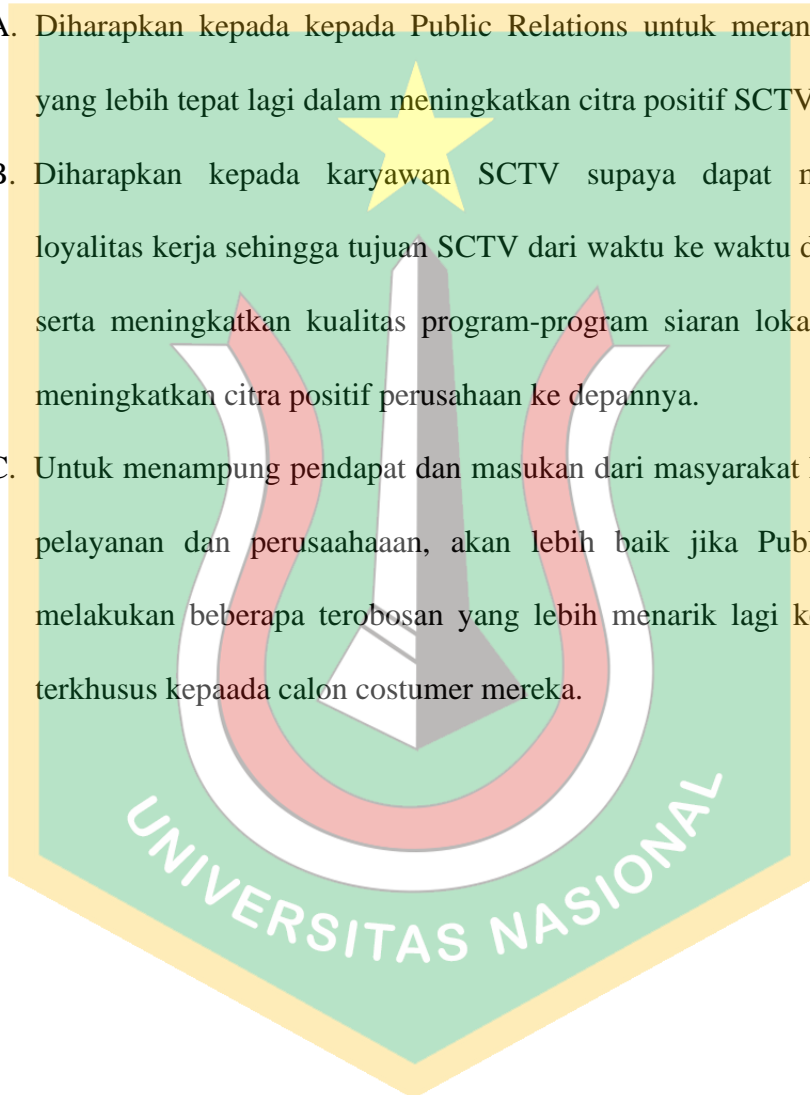 A. Diharapkan kepada kepada Public Relations untuk meran
yang lebih tepat lagi dalam meningkatkan citra positif SCTV
B. Diharapkan kepada karyawan SCTV supaya dapat m
loyalitas kerja sehingga tujuan SCTV dari waktu ke waktu d
serta meningkatkan kualitas program-program siaran loka
meningkatkan citra positif perusahaan ke depannya.
C. Untuk menampung pendapat dan masukan dari masyarakat
pelayanan dan perusaahaaan, akan lebih baik jika Publ
melakukan beberapa terobosan yang lebih menarik lagi k
terkhusus kepaada calon costumer mereka.
UNIVERSITAS NASIONAL